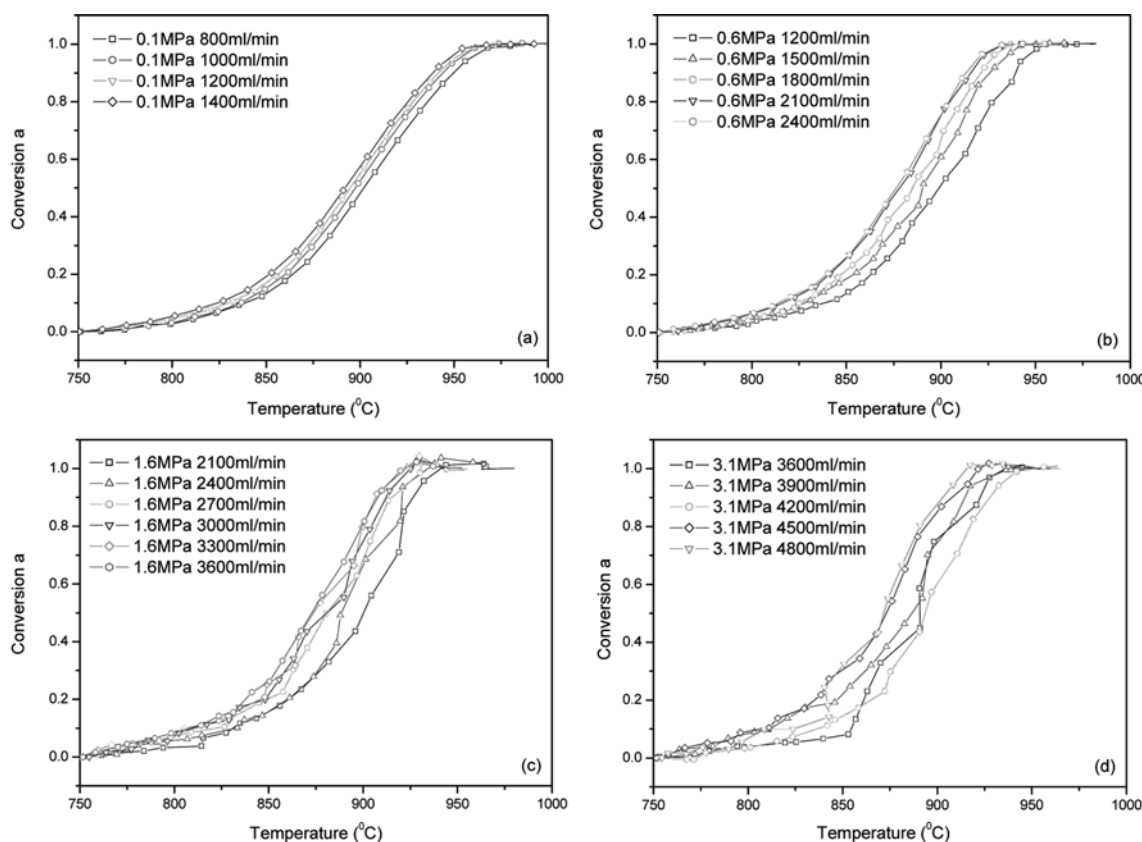 1.0
0.8
0.6
0.4
0.2
0.0
Conversion a
0.1MPa 800ml/min
0.1MPa 1000ml/min
0.1MPa 1200ml/min
0.1MPa 1400ml/min
(a)
750 800 850 900 950 1000
Temperature (⁰C)
1.0
0.8
0.6
0.4
0.2
0.0
Conversion a
0.6MPa 1200ml/min
0.6MPa 1500ml/min
0.6MPa 1800ml/min
0.6MPa 2100ml/min
0.6MPa 2400ml/min
(b)
750 800 850 900 950 1000
Temperature (⁰C)
1.0
0.8
0.6
0.4
0.2
0.0
Conversion a
1.6MPa 2100ml/min
1.6MPa 2400ml/min
1.6MPa 2700ml/min
1.6MPa 3000ml/min
1.6MPa 3300ml/min
1.6MPa 3600ml/min
(c)
750 800 850 900 950 1000
Temperature (⁰C)
1.0
0.8
0.6
0.4
0.2
0.0
Conversion a
3.1MPa 3600ml/min
3.1MPa 3900ml/min
3.1MPa 4200ml/min
3.1MPa 4500ml/min
3.1MPa 4800ml/min
(d)
750 800 850 900 950 1000
Temperature (⁰C)